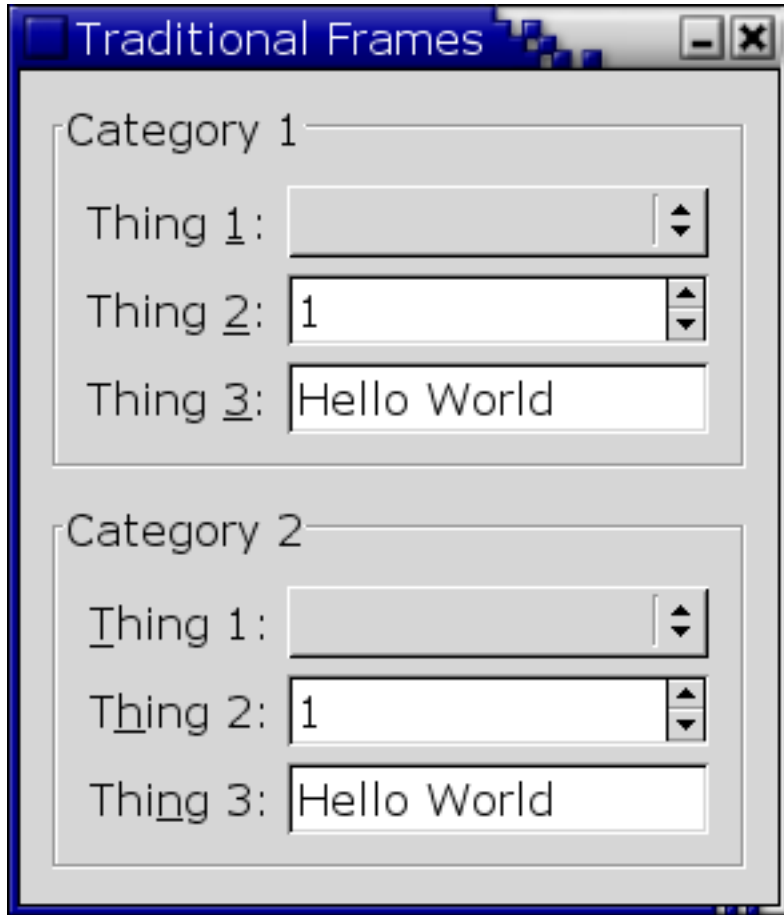 Traditional Frames
Category 1
Thing 1:
Thing 2: 1
Thing 3: Hello World
Category 2
Thing 1:
Thing 2: 1
Thing 3: Hello World